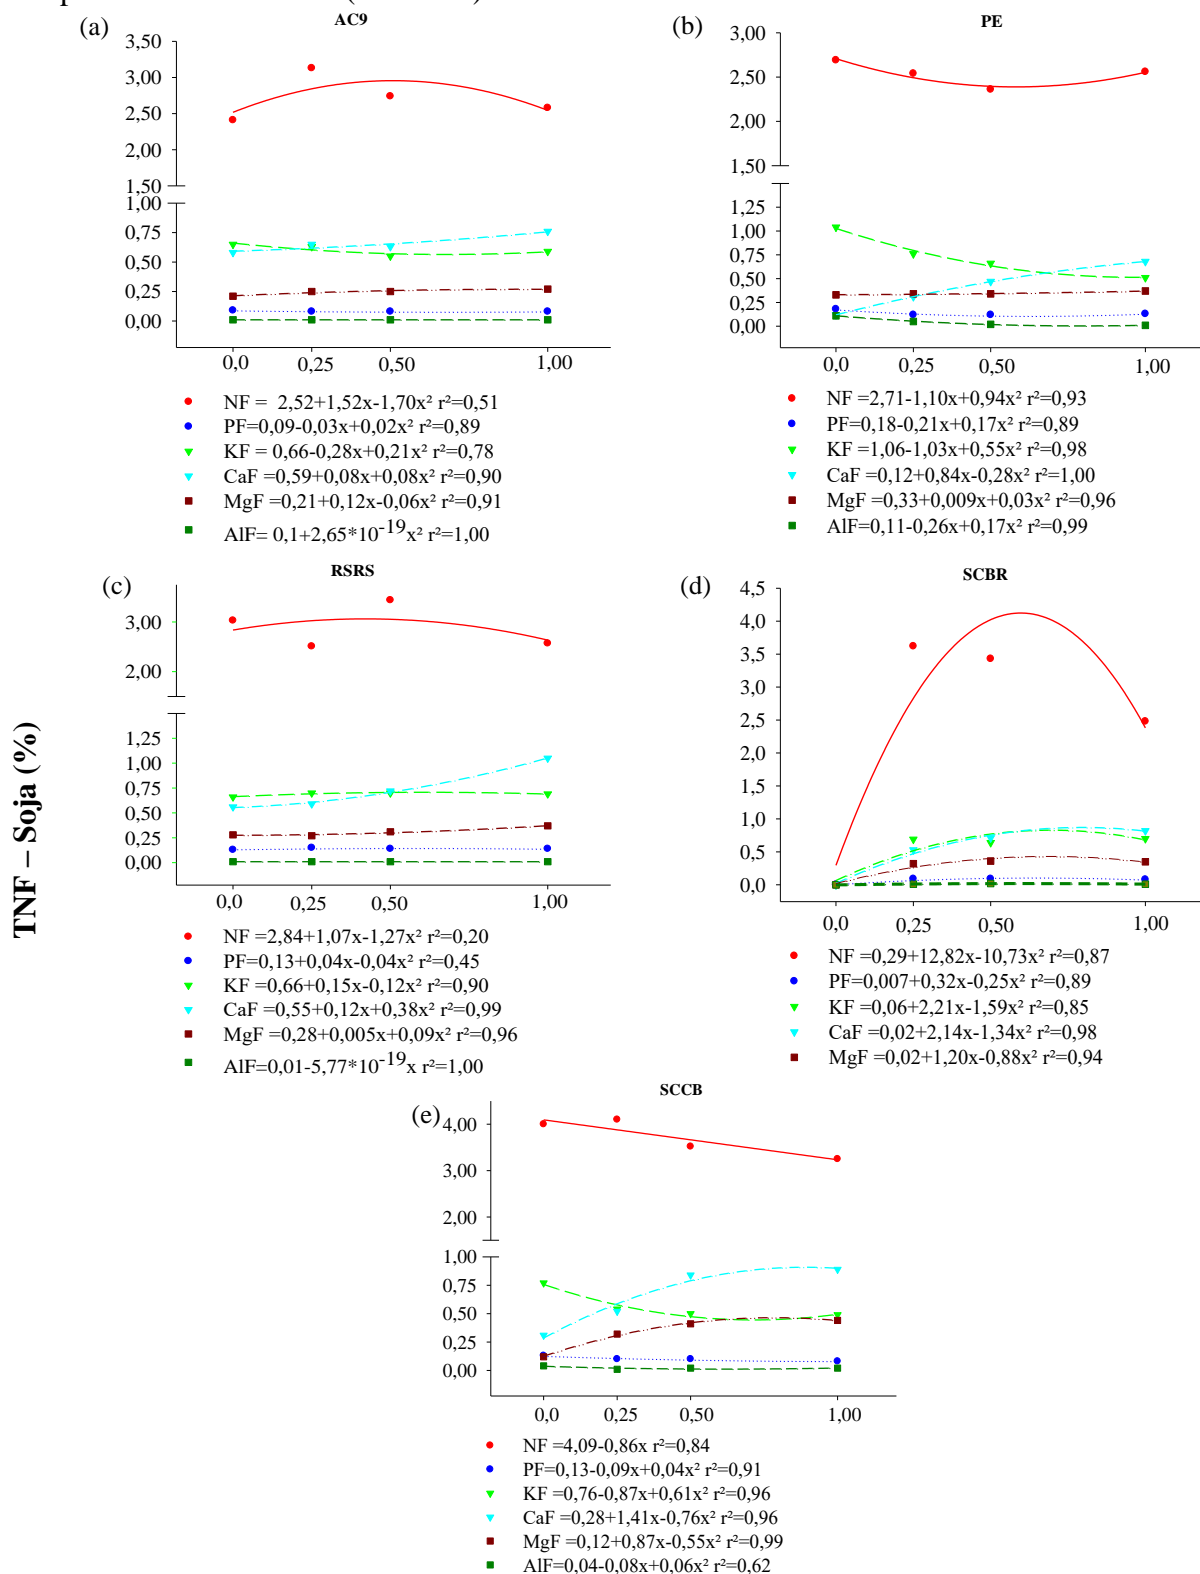 (a)
AC9
3,50
3,00
2,50
2,00
1,50
1,00
0,75
0,50
0,25
0,00
0,0 0,25 0,50 1,00
NF = 2,52+1,52x-1,70x² r²=0,51
PF=0,09-0,03x+0,02x² r²=0,89
KF = 0,66-0,28x+0,21x² r²=0,78
CaF =0,59+0,08x+0,08x² r²=0,90
MgF =0,21+0,12x-0,06x² r²=0,91
AlF= 0,1+2,65*10⁻¹⁹x² r²=1,00
(b)
PE
3,00
2,50
2,00
1,50
1,25
1,00
0,75
0,50
0,25
0,00
0,0 0,25 0,50 1,00
NF =2,71-1,10x+0,94x² r²=0,93
PF=0,18-0,21x+0,17x² r²=0,89
KF =1,06-1,03x+0,55x² r²=0,98
CaF =0,12+0,84x-0,28x² r²=1,00
MgF =0,33+0,009x+0,03x² r²=0,96
AlF=0,11-0,26x+0,17x² r²=0,99
(c)
RSRS
3,00
2,00
1,25
1,00
0,75
0,50
0,25
0,00
0,0 0,25 0,50 1,00
NF =2,84+1,07x-1,27x² r²=0,20
PF=0,13+0,04x-0,04x² r²=0,45
KF =0,66+0,15x-0,12x² r²=0,90
CaF =0,55+0,12x+0,38x² r²=0,99
MgF =0,28+0,005x+0,09x² r²=0,96
AlF=0,01-5,77*10⁻¹⁹x r²=1,00
(d)
SCBR
4,5
4,0
3,5
3,0
2,5
2,0
1,5
1,0
0,5
0,0
0,0 0,25 0,50 1,00
NF =0,29+12,82x-10,73x² r²=0,87
PF=0,007+0,32x-0,25x² r²=0,89
KF =0,06+2,21x-1,59x² r²=0,85
CaF =0,02+2,14x-1,34x² r²=0,98
MgF =0,02+1,20x-0,88x² r²=0,94
TNF – Soja (%)
(e)
SCCB
4,00
3,00
2,00
1,00
0,75
0,50
0,25
0,00
0,0 0,25 0,50 1,00
NF =4,09-0,86x r²=0,84
PF=0,13-0,09x+0,04x² r²=0,91
KF =0,76-0,87x+0,61x² r²=0,96
CaF =0,28+1,41x-0,76x² r²=0,96
MgF =0,12+0,87x-0,55x² r²=0,99
AlF=0,04-0,08x+0,06x² r²=0,62